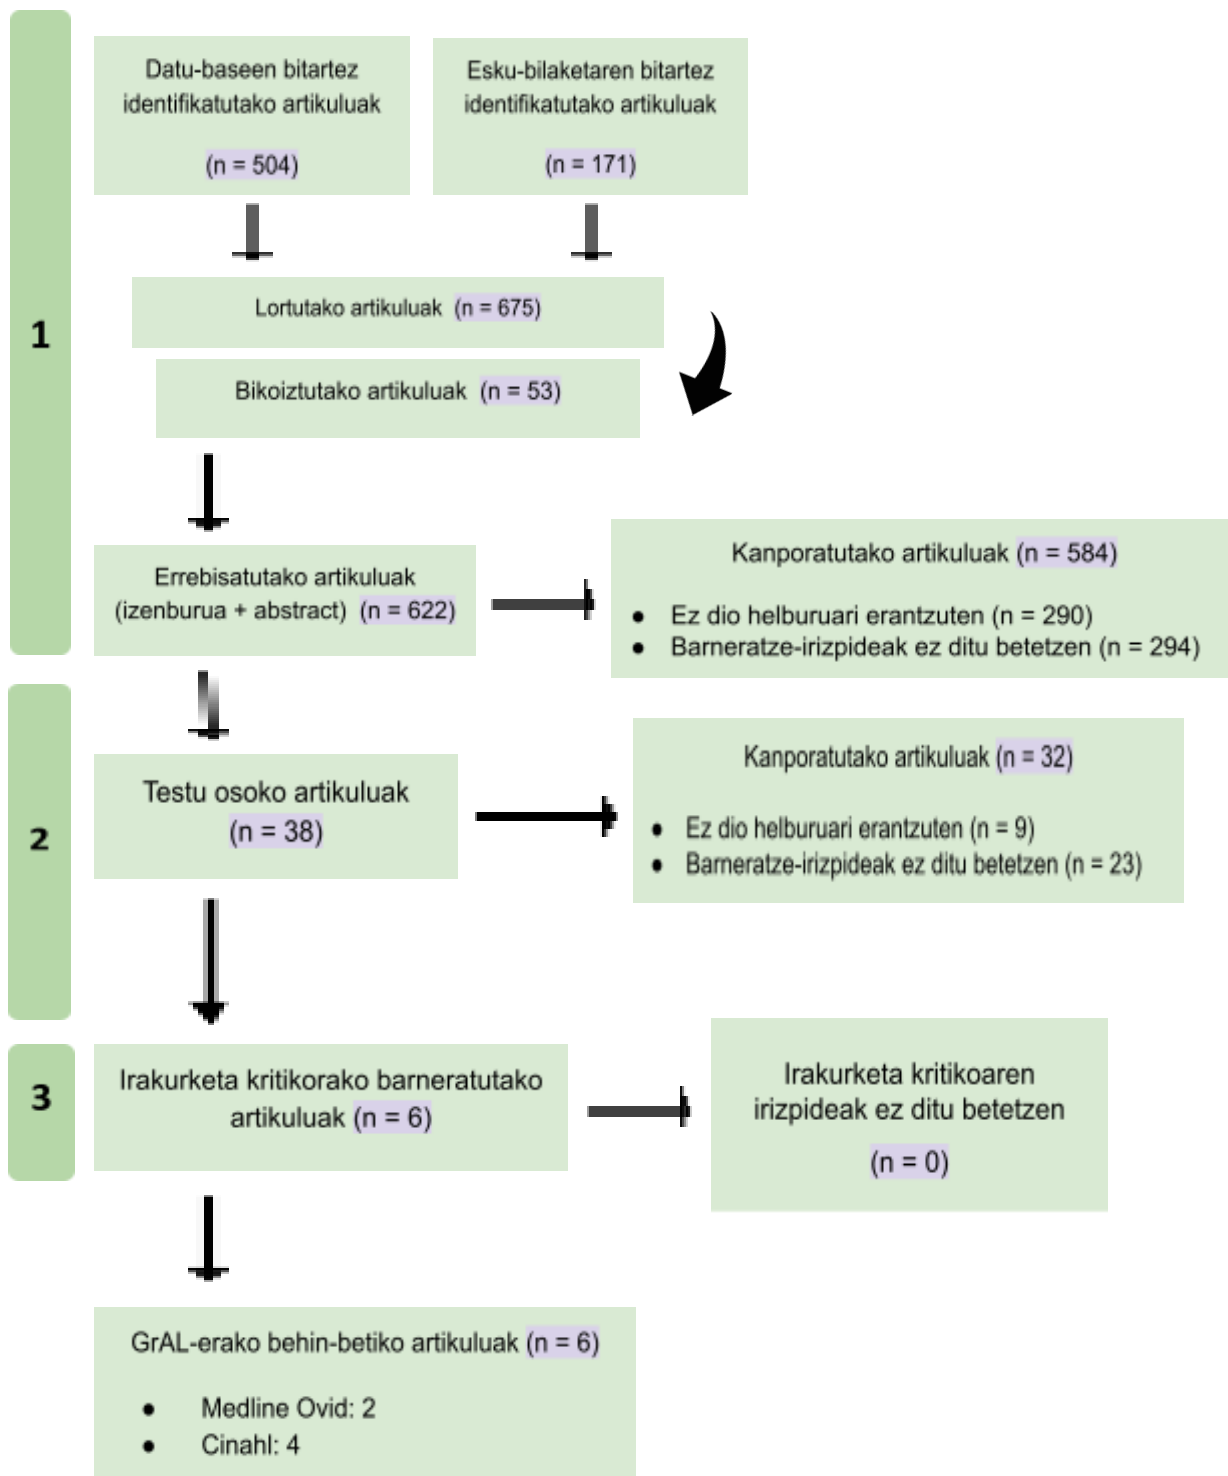 1
Datu-baseen bitartez
identifikatutako artikuluak
(n = 504)
Esku-bilaketaren bitartez
identifikatutako artikuluak
(n = 171)
Lortutako artikuluak (n = 675)
Bikoiztutako artikuluak (n = 53)
Errebisatutako artikuluak
(izenburua + abstract) (n = 622)
Kanporatutako artikuluak (n = 584)
● Ez dio helburuari erantzuten (n = 290)
● Barneratze-irizpideak ez ditu betetzen (n = 294)
2
Testu osoko artikuluak
(n = 38)
Kanporatutako artikuluak (n = 32)
● Ez dio helburuari erantzuten (n = 9)
● Barneratze-irizpideak ez ditu betetzen (n = 23)
3
Irakurketa kritikorako barneratutako
artikuluak (n = 6)
Irakurketa kritikoaren
irizpideak ez ditu betetzen
(n = 0)
GrAL-erako behin-betiko artikuluak (n = 6)
● Medline Ovid: 2
● Cinahl: 4